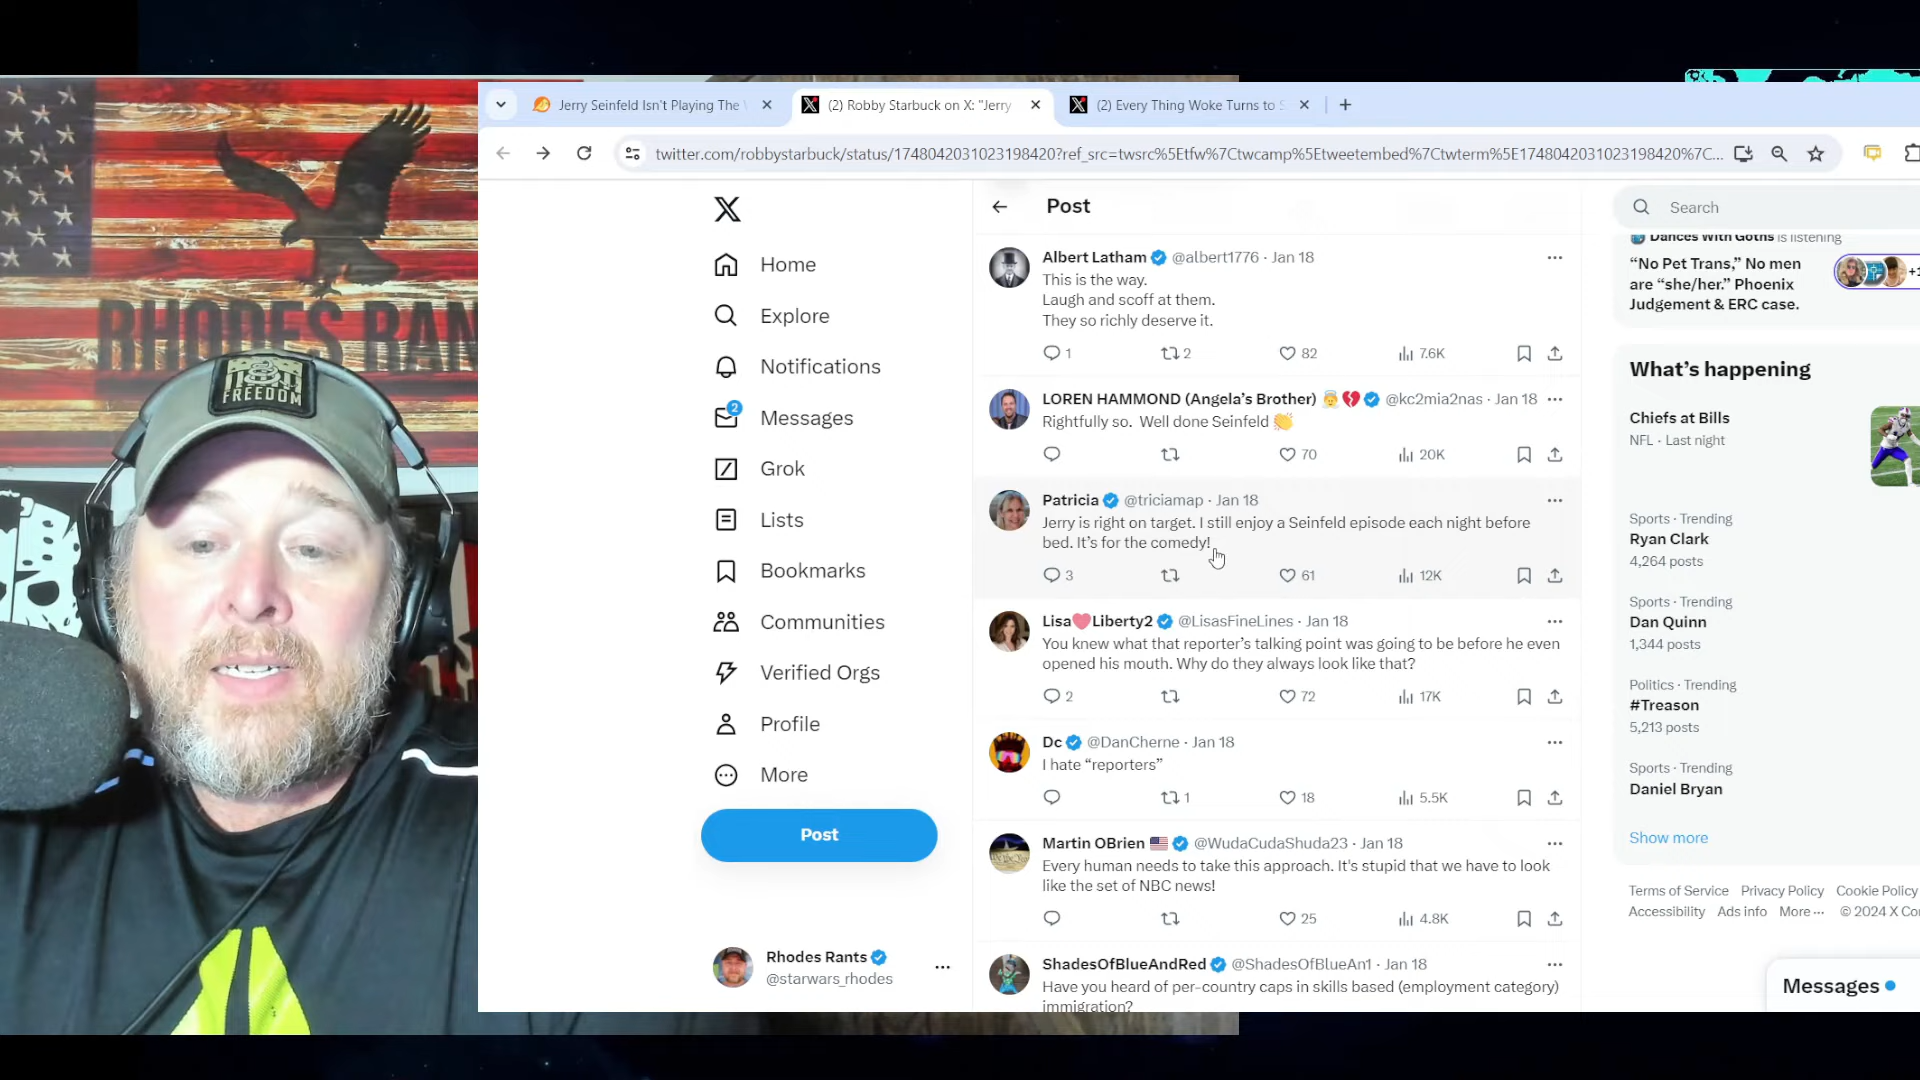 RHODES RAN
FREEDOM
Jerry Seinfeld Isn't Playing The
(2) Robby Starbuck on X: "Jerry
(2) Every Thing Woke Turns to S
twitter.com/robbystarbuck/status/1748042031023198420?ref_src=twsrc%5Etfw%7Ctwcamp%5Etweetembed%7Ctwterm%5E1748042031023198420%7C...
Home
Explore
Notifications
2
Messages
Grok
Lists
Bookmarks
Communities
Verified Orgs
Profile
More
Post
Rhodes Rants
@starwars_rhodes
Post
Albert Latham @albert1776 · Jan 18
This is the way.
Laugh and scoff at them.
They so richly deserve it.
1 2 82 7.6K
LOREN HAMMOND (Angela's Brother) 😇💔 @kc2mia2nas · Jan 18
Rightfully so. Well done Seinfeld 👏
70 20K
Patricia @triciamap · Jan 18
Jerry is right on target. I still enjoy a Seinfeld episode each night before
bed. It's for the comedy!
3 61 12K
Lisa❤️Liberty2 @LisasFineLines · Jan 18
You knew what that reporter's talking point was going to be before he even
opened his mouth. Why do they always look like that?
2 72 17K
Dc @DanCherne · Jan 18
I hate “reporters”
1 18 5.5K
Martin OBrien 🇺🇸 @WudaCudaShuda23 · Jan 18
Every human needs to take this approach. It's stupid that we have to look
like the set of NBC news!
25 4.8K
ShadesOfBlueAndRed @ShadesOfBlueAn1 · Jan 18
Have you heard of per-country caps in skills based (employment category)
immigration?
Search
Dances With Goths is listening
“No Pet Trans,” No men
are “she/her.” Phoenix
Judgement & ERC case.
+1
What's happening
Chiefs at Bills
NFL · Last night
Sports · Trending
Ryan Clark
4,264 posts
Sports · Trending
Dan Quinn
1,344 posts
Politics · Trending
#Treason
5,213 posts
Sports · Trending
Daniel Bryan
Show more
Terms of Service Privacy Policy Cookie Policy
Accessibility Ads info More ··· © 2024 X Co
Messages